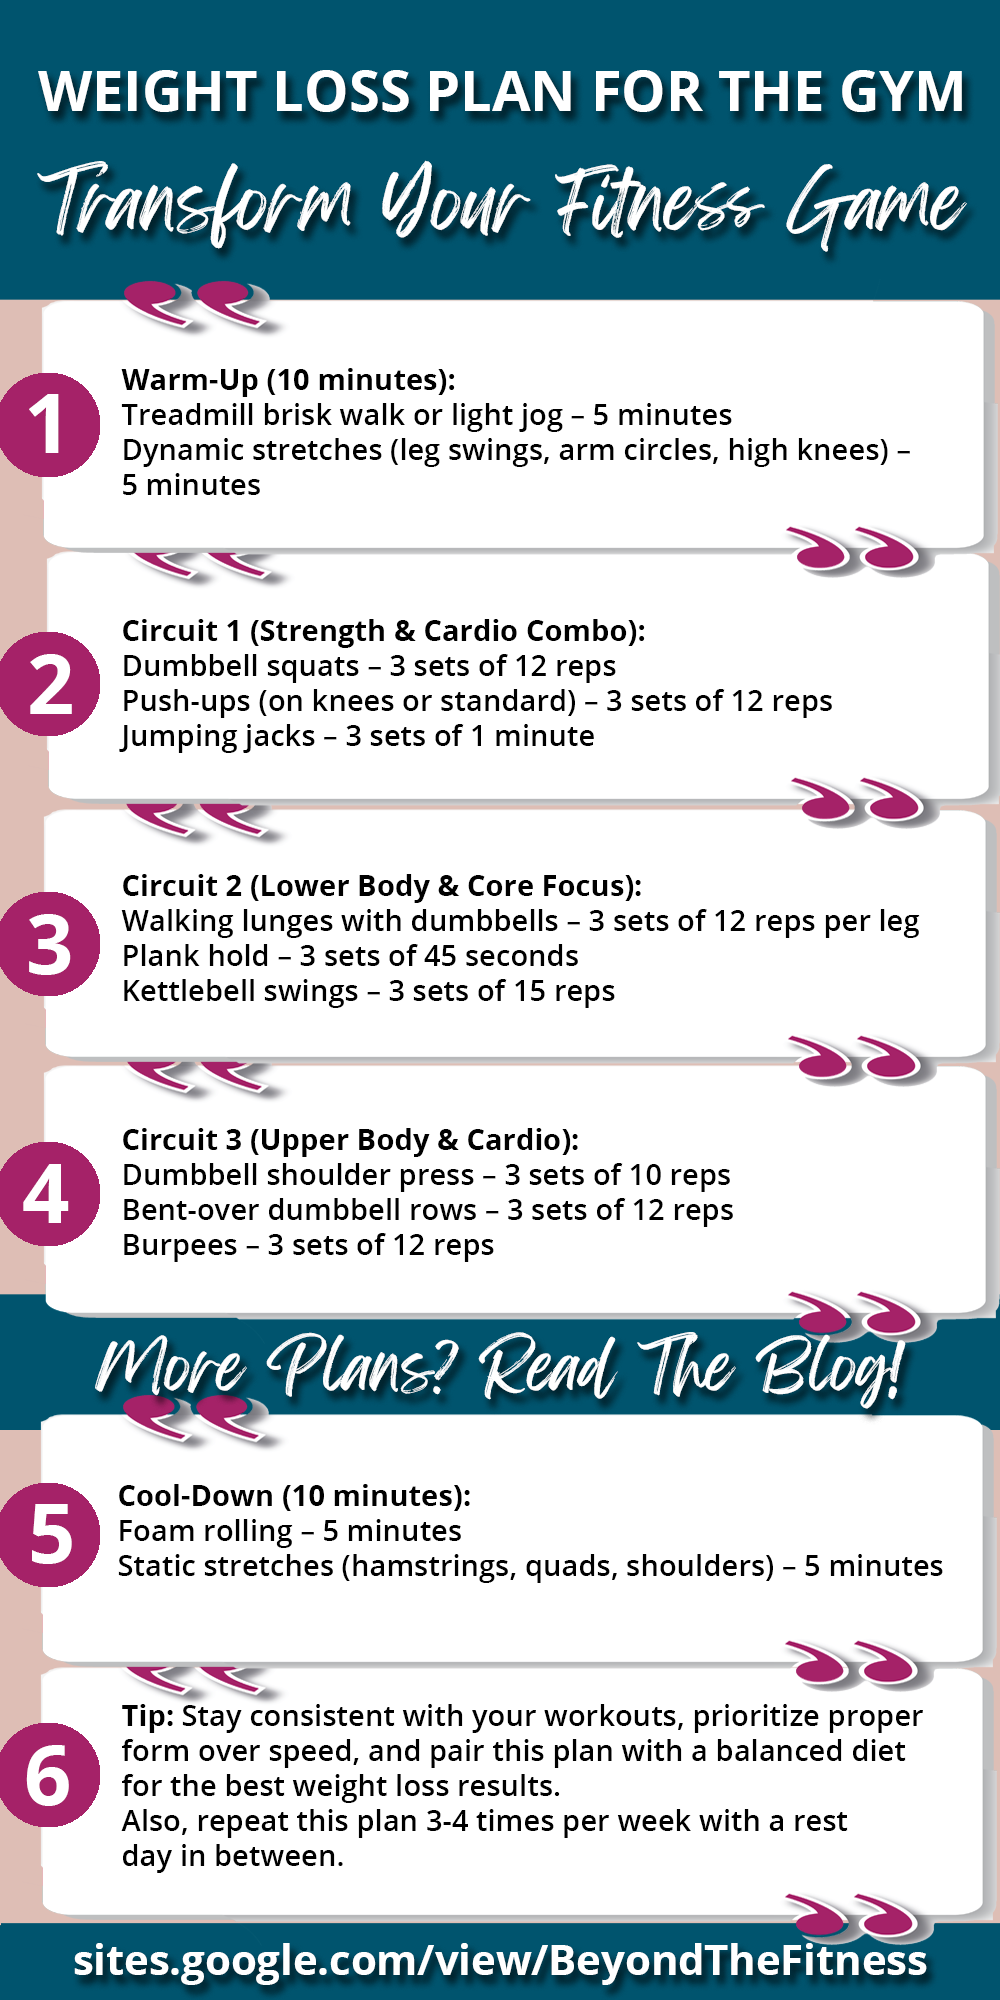 WEIGHT LOSS PLAN FOR THE GYM
Transform Your Fitness Game
1
Warm-Up (10 minutes):
Treadmill brisk walk or light jog – 5 minutes
Dynamic stretches (leg swings, arm circles, high knees) –
5 minutes
2
Circuit 1 (Strength & Cardio Combo):
Dumbbell squats – 3 sets of 12 reps
Push-ups (on knees or standard) – 3 sets of 12 reps
Jumping jacks – 3 sets of 1 minute
3
Circuit 2 (Lower Body & Core Focus):
Walking lunges with dumbbells – 3 sets of 12 reps per leg
Plank hold – 3 sets of 45 seconds
Kettlebell swings – 3 sets of 15 reps
4
Circuit 3 (Upper Body & Cardio):
Dumbbell shoulder press – 3 sets of 10 reps
Bent-over dumbbell rows – 3 sets of 12 reps
Burpees – 3 sets of 12 reps
More Plans? Read The Blog!
5
Cool-Down (10 minutes):
Foam rolling – 5 minutes
Static stretches (hamstrings, quads, shoulders) – 5 minutes
6
Tip: Stay consistent with your workouts, prioritize proper
form over speed, and pair this plan with a balanced diet
for the best weight loss results.
Also, repeat this plan 3-4 times per week with a rest
day in between.
sites.google.com/view/BeyondTheFitness